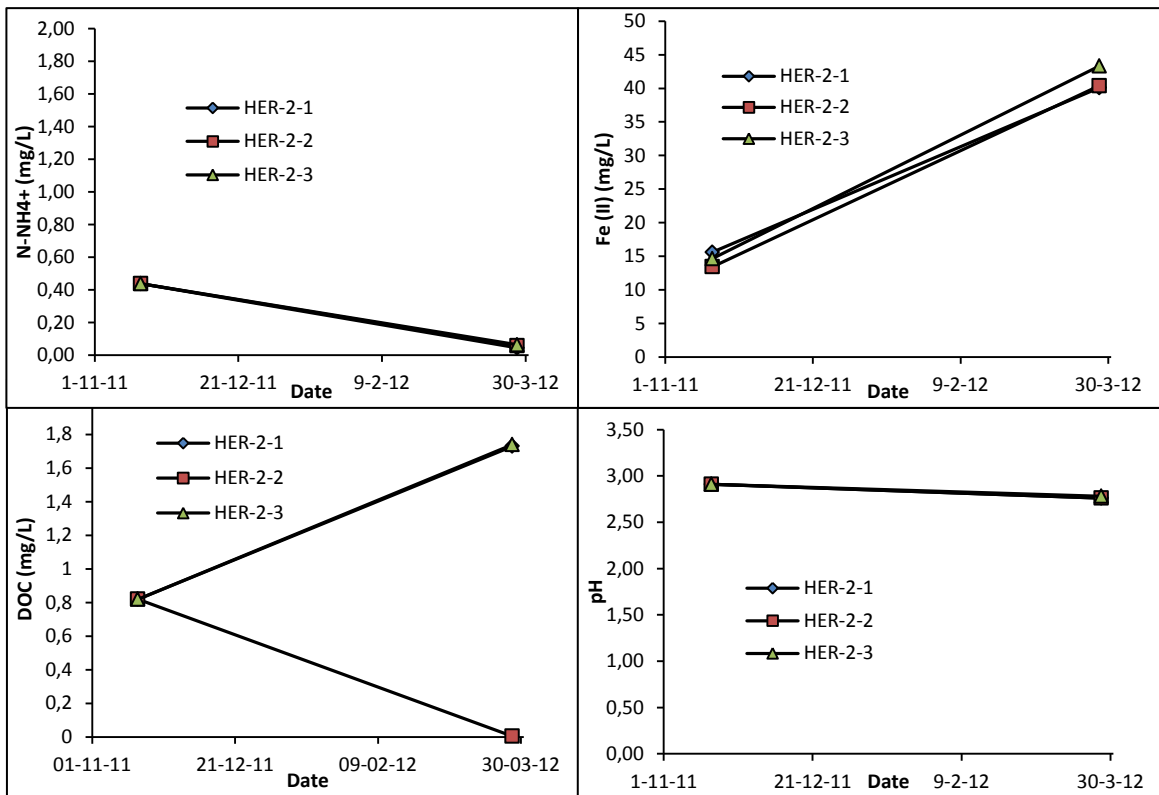 2,00
1,80
1,60
1,40
1,20
1,00
0,80
0,60
0,40
0,20
0,00
N-NH4+ (mg/L)
HER-2-1
HER-2-2
HER-2-3
1-11-11 21-12-11 9-2-12 30-3-12
Date
50
45
40
35
30
25
20
15
10
5
0
Fe (II) (mg/L)
HER-2-1
HER-2-2
HER-2-3
1-11-11 21-12-11 9-2-12 30-3-12
Date
1,8
1,6
1,4
1,2
1
0,8
0,6
0,4
0,2
0
DOC (mg/L)
HER-2-1
HER-2-2
HER-2-3
01-11-11 21-12-11 09-02-12 30-03-12
Date
3,50
3,00
2,50
2,00
1,50
1,00
0,50
0,00
pH
HER-2-1
HER-2-2
HER-2-3
1-11-11 21-12-11 9-2-12 30-3-12
Date